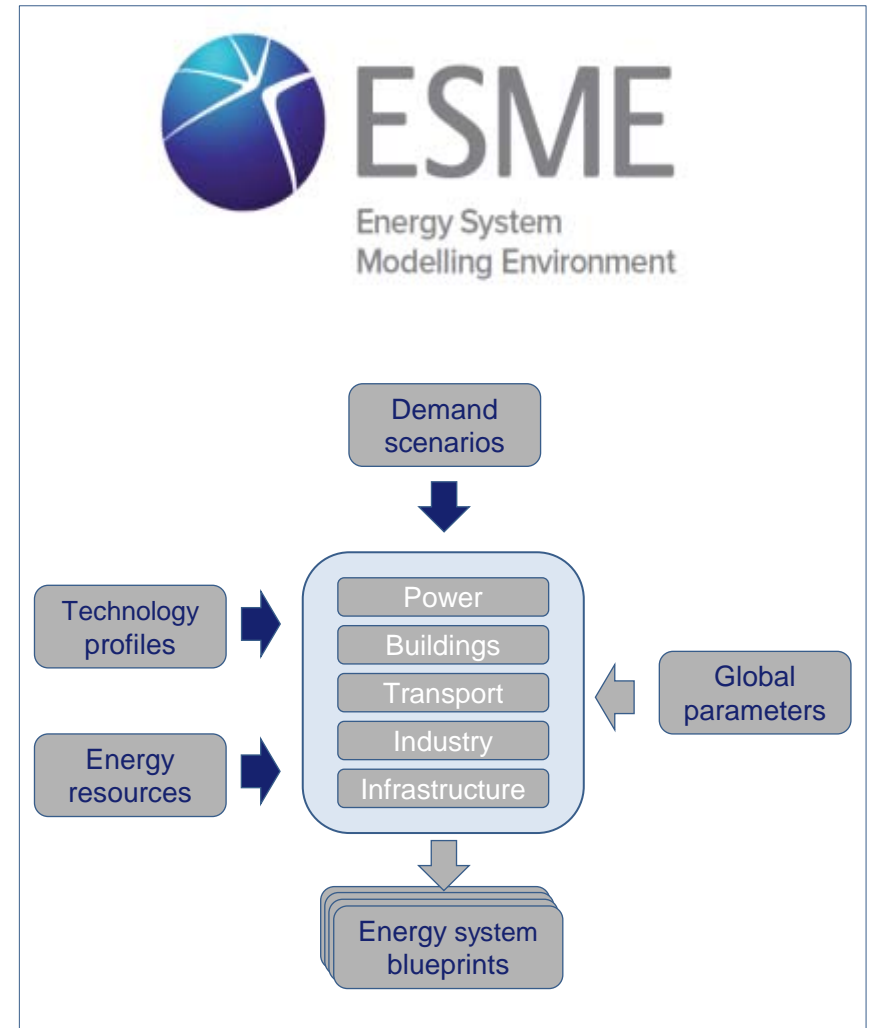 ESME
Energy System
Modelling Environment
Demand
scenarios
Technology
profiles
Energy
resources
Power
Buildings
Transport
Industry
Infrastructure
Global
parameters
Energy system
blueprints